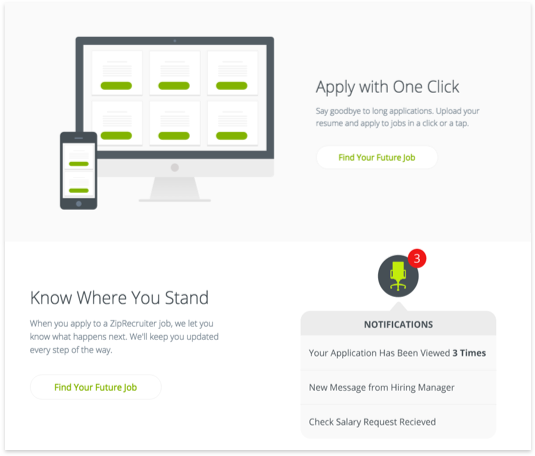 Apply with One Click
Say goodbye to long applications. Upload your
resume and apply to jobs in a click or a tap.
Find Your Future Job
3
Know Where You Stand
When you apply to a ZipRecruiter job, we let you
know what happens next. We'll keep you updated
every step of the way.
Find Your Future Job
NOTIFICATIONS
Your Application Has Been Viewed 3 Times
New Message from Hiring Manager
Check Salary Request Recieved